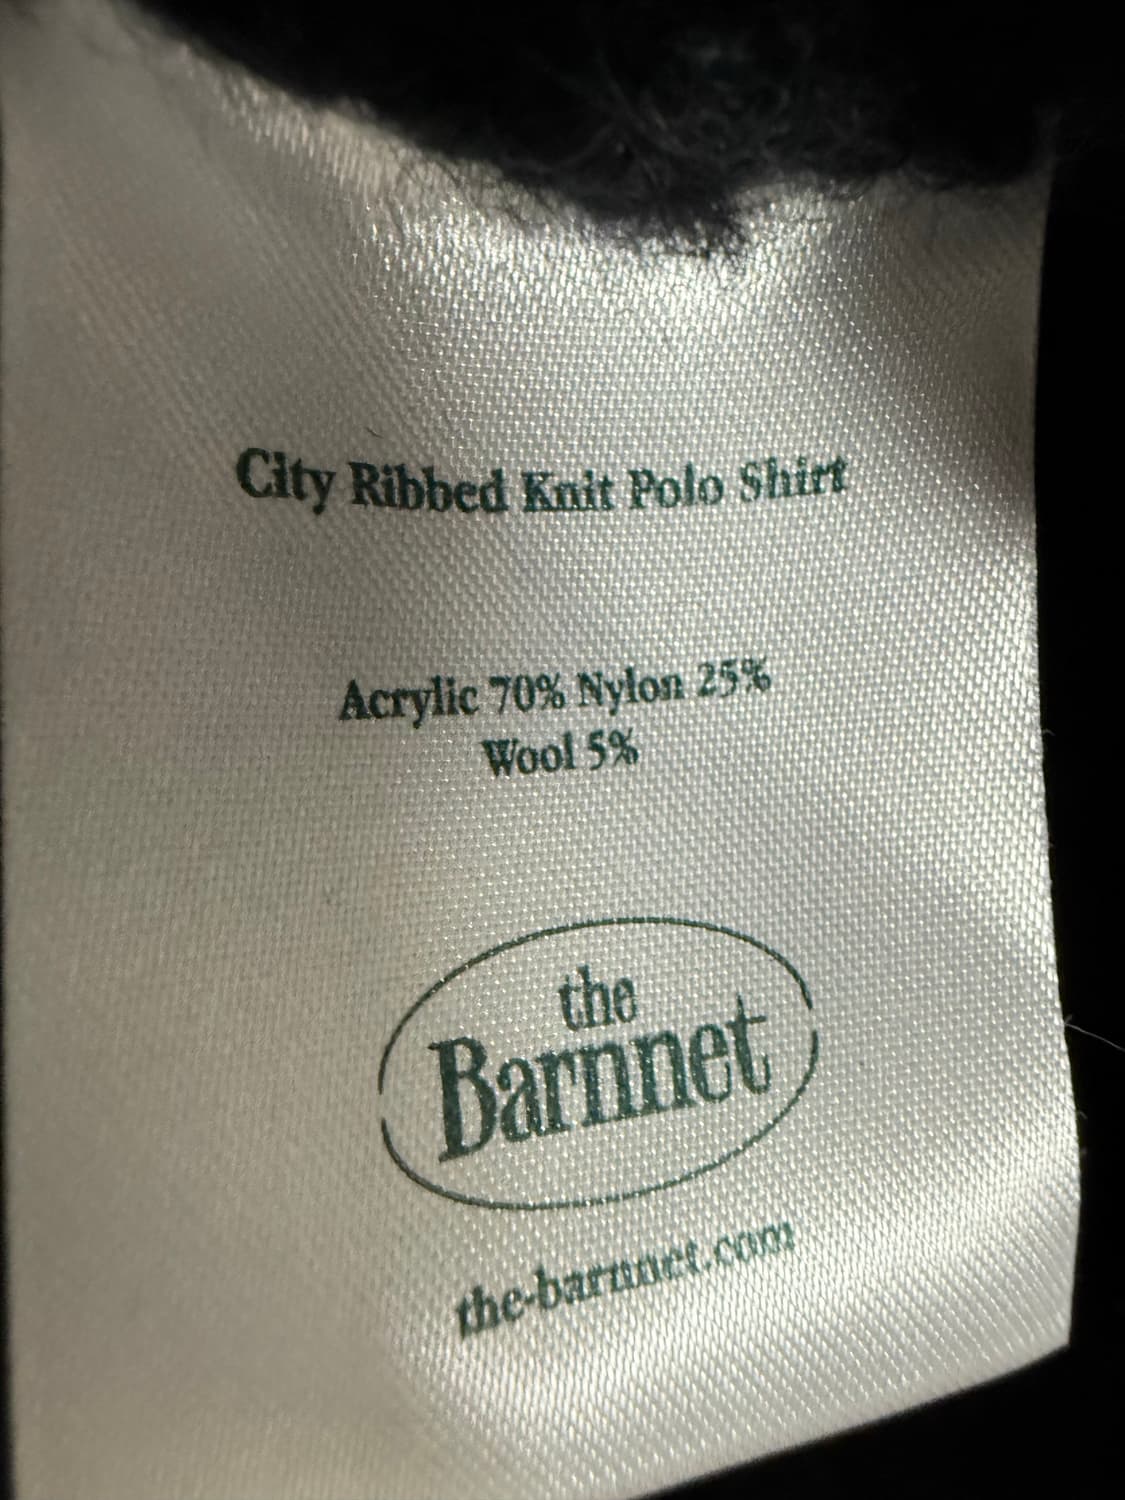 City Ribbed Knit Polo Shirt
Acrylic 70% Nylon 25%
Wool 5%
the
Barnnet
the-barnnet.com